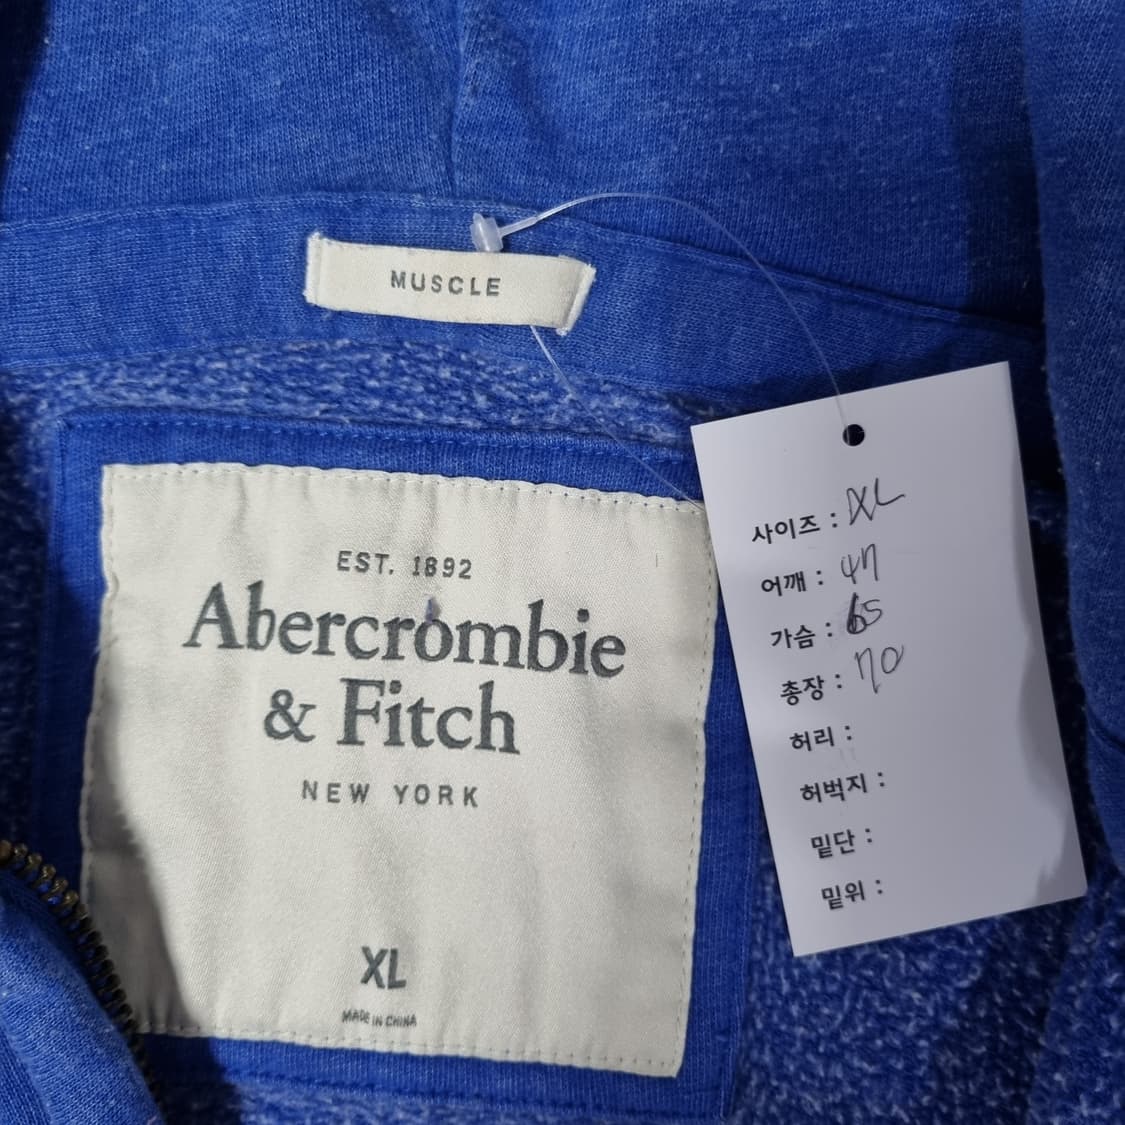 MUSCLE
EST. 1892
Abercrombie
& Fitch
NEW YORK
XL
MADE IN CHINA
사이즈 : XL
어깨 : 47
가슴 : 65
총장 : 70
허리 :
허벅지 :
밑단 :
밑위 :